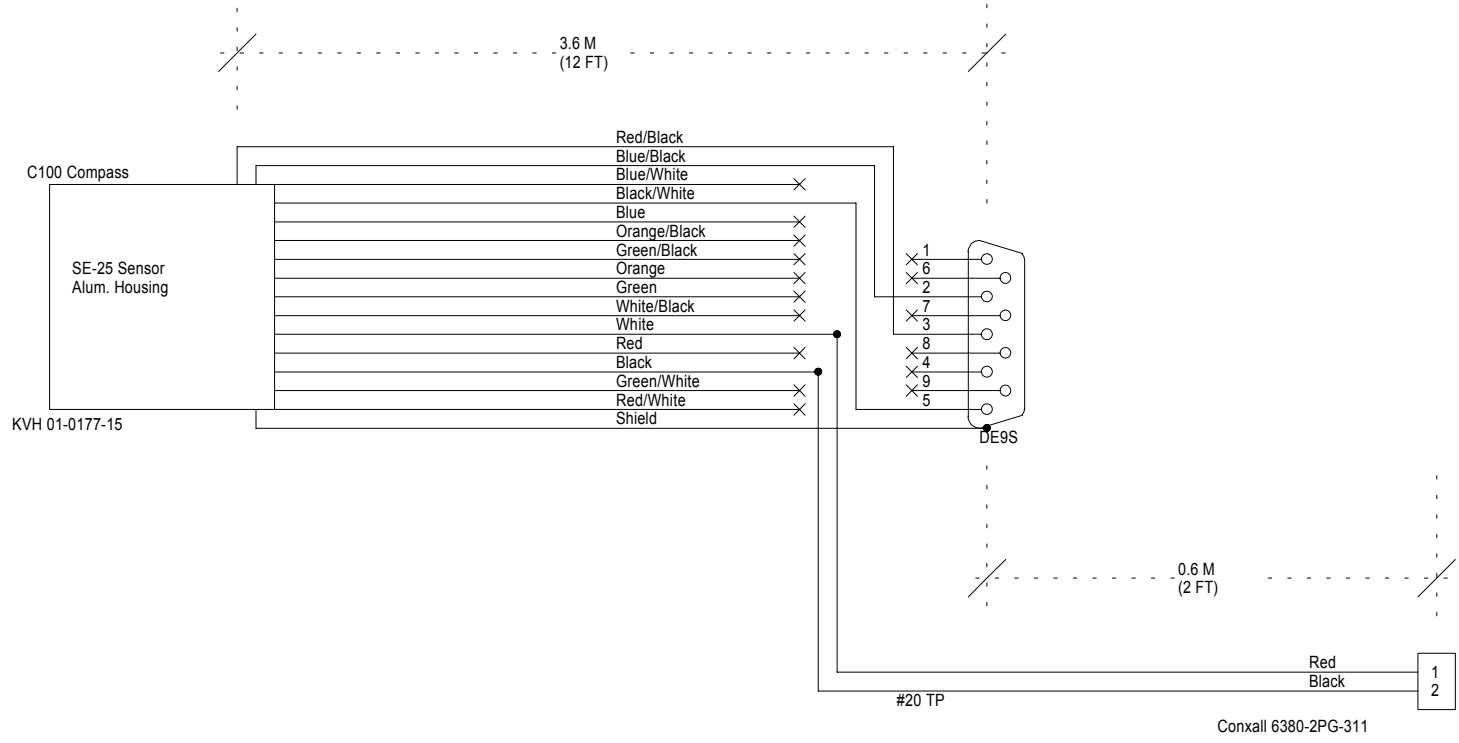 3.6 M
(12 FT)
C100 Compass
SE-25 Sensor
Alum. Housing
KVH 01-0177-15
Red/Black
Blue/Black
Blue/White
Black/White
Blue
Orange/Black
Green/Black
Orange
Green
White/Black
White
Red
Black
Green/White
Red/White
Shield
1
6
2
7
3
8
4
9
5
DE9S
0.6 M
(2 FT)
Red
Black
#20 TP
1
2
Conxall 6380-2PG-311